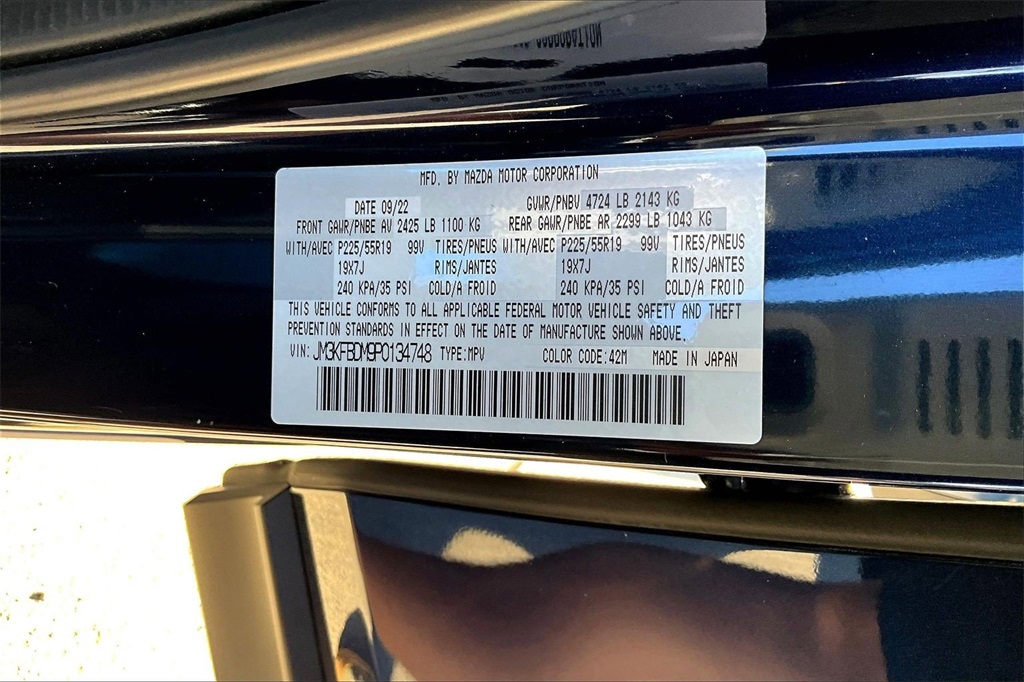 MFD. BY MAZDA MOTOR CORPORATION
DATE 09/22 GVWR/PNBV 4724 LB 2143 KG
FRONT GAWR/PNBE AV 2425 LB 1100 KG REAR GAWR/PNBE AR 2299 LB 1043 KG
WITH/AVEC P225/55R19 99V TIRES/PNEUS WITH/AVEC P225/55R19 99V TIRES/PNEUS
19X7J RIMS/JANTES 19X7J RIMS/JANTES
240 KPA/35 PSI COLD/A FROID 240 KPA/35 PSI COLD/A FROID
THIS VEHICLE CONFORMS TO ALL APPLICABLE FEDERAL MOTOR VEHICLE SAFETY AND THEFT
PREVENTION STANDARDS IN EFFECT ON THE DATE OF MANUFACTURE SHOWN ABOVE.
VIN: JM3KFBDM9P0134748 TYPE:MPV COLOR CODE:42M MADE IN JAPAN